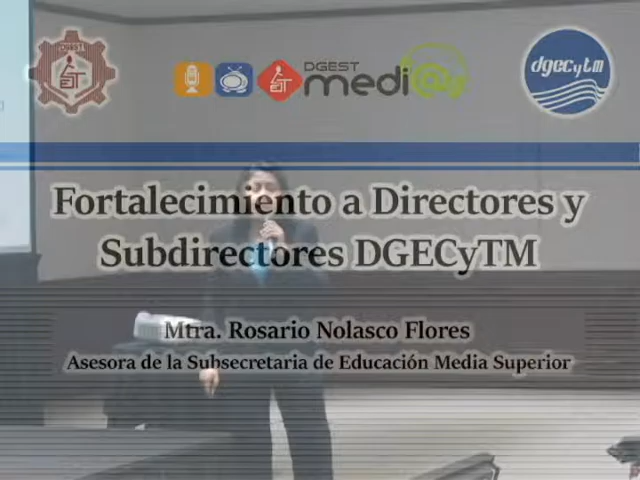 DGEST
DGEST
medi@
dgecytm
Fortalecimiento a Directores y
Subdirectores DGECyTM
Mtra. Rosario Nolasco Flores
Asesora de la Subsecretaria de Educación Media Superior